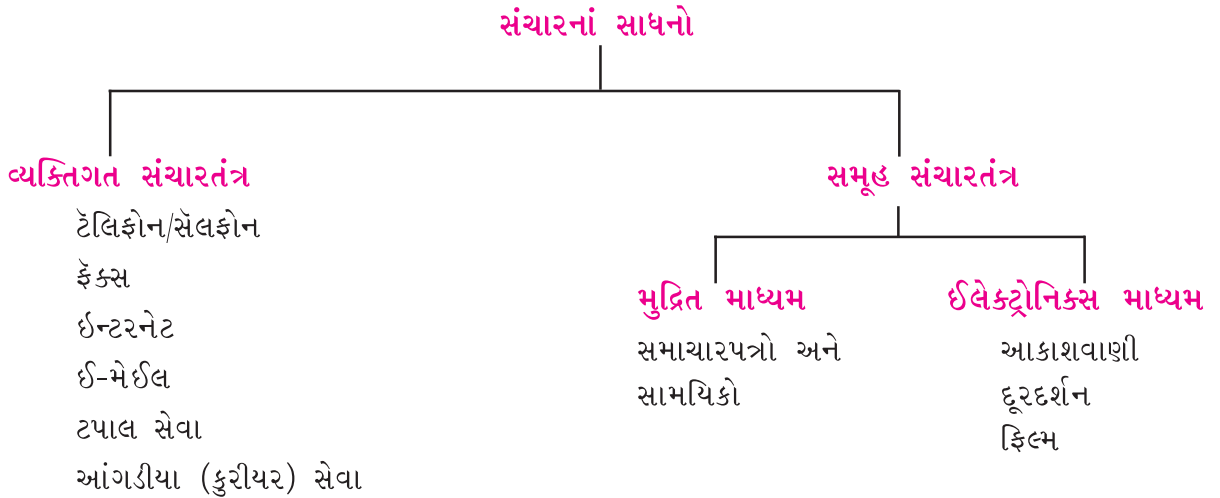 સંચારનાં સાધનો
વ્યક્તિગત સંચારતંત્ર
ટૅલિફોન/સૅલફોન
ફૅક્સ
ઇન્ટરનેટ
ઈ-મેઈલ
ટપાલ સેવા
આંગડીયા (કુરીયર) સેવા
સમૂહ સંચારતંત્ર
મુદ્રિત માધ્યમ
સમાચારપત્રો અને
સામયિકો
ઈલેક્ટ્રોનિક્સ માધ્યમ
આકાશવાણી
દૂરદર્શન
ફિલ્મ